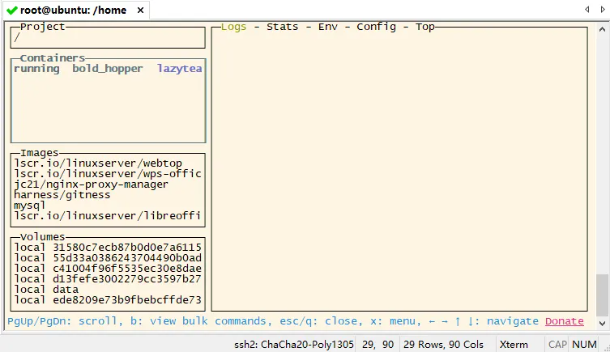 root@ubuntu: /home ×
Project
/
Containers
running bold_hopper lazytea
Images
lscr.io/linuxserver/webtop
lscr.io/linuxserver/wps-offic
jc21/nginx-proxy-manager
harness/gitness
mysql
lscr.io/linuxserver/libreoffi
Volumes
local 31580c7ecb87b0d0e7a6115
local 55d33a0386243704490b0ad
local c41004f96f5535ec30e8dae
local d13fefe3002279cc3597b27
local data
local ede8209e73b9fbebcffde73
Logs - Stats - Env - Config - Top
PgUp/PgDn: scroll, b: view bulk commands, esc/q: close, x: menu, ← → ↑ ↓: navigate Donate
ssh2: ChaCha20-Poly1305 29, 90 29 Rows, 90 Cols Xterm CAP NUM